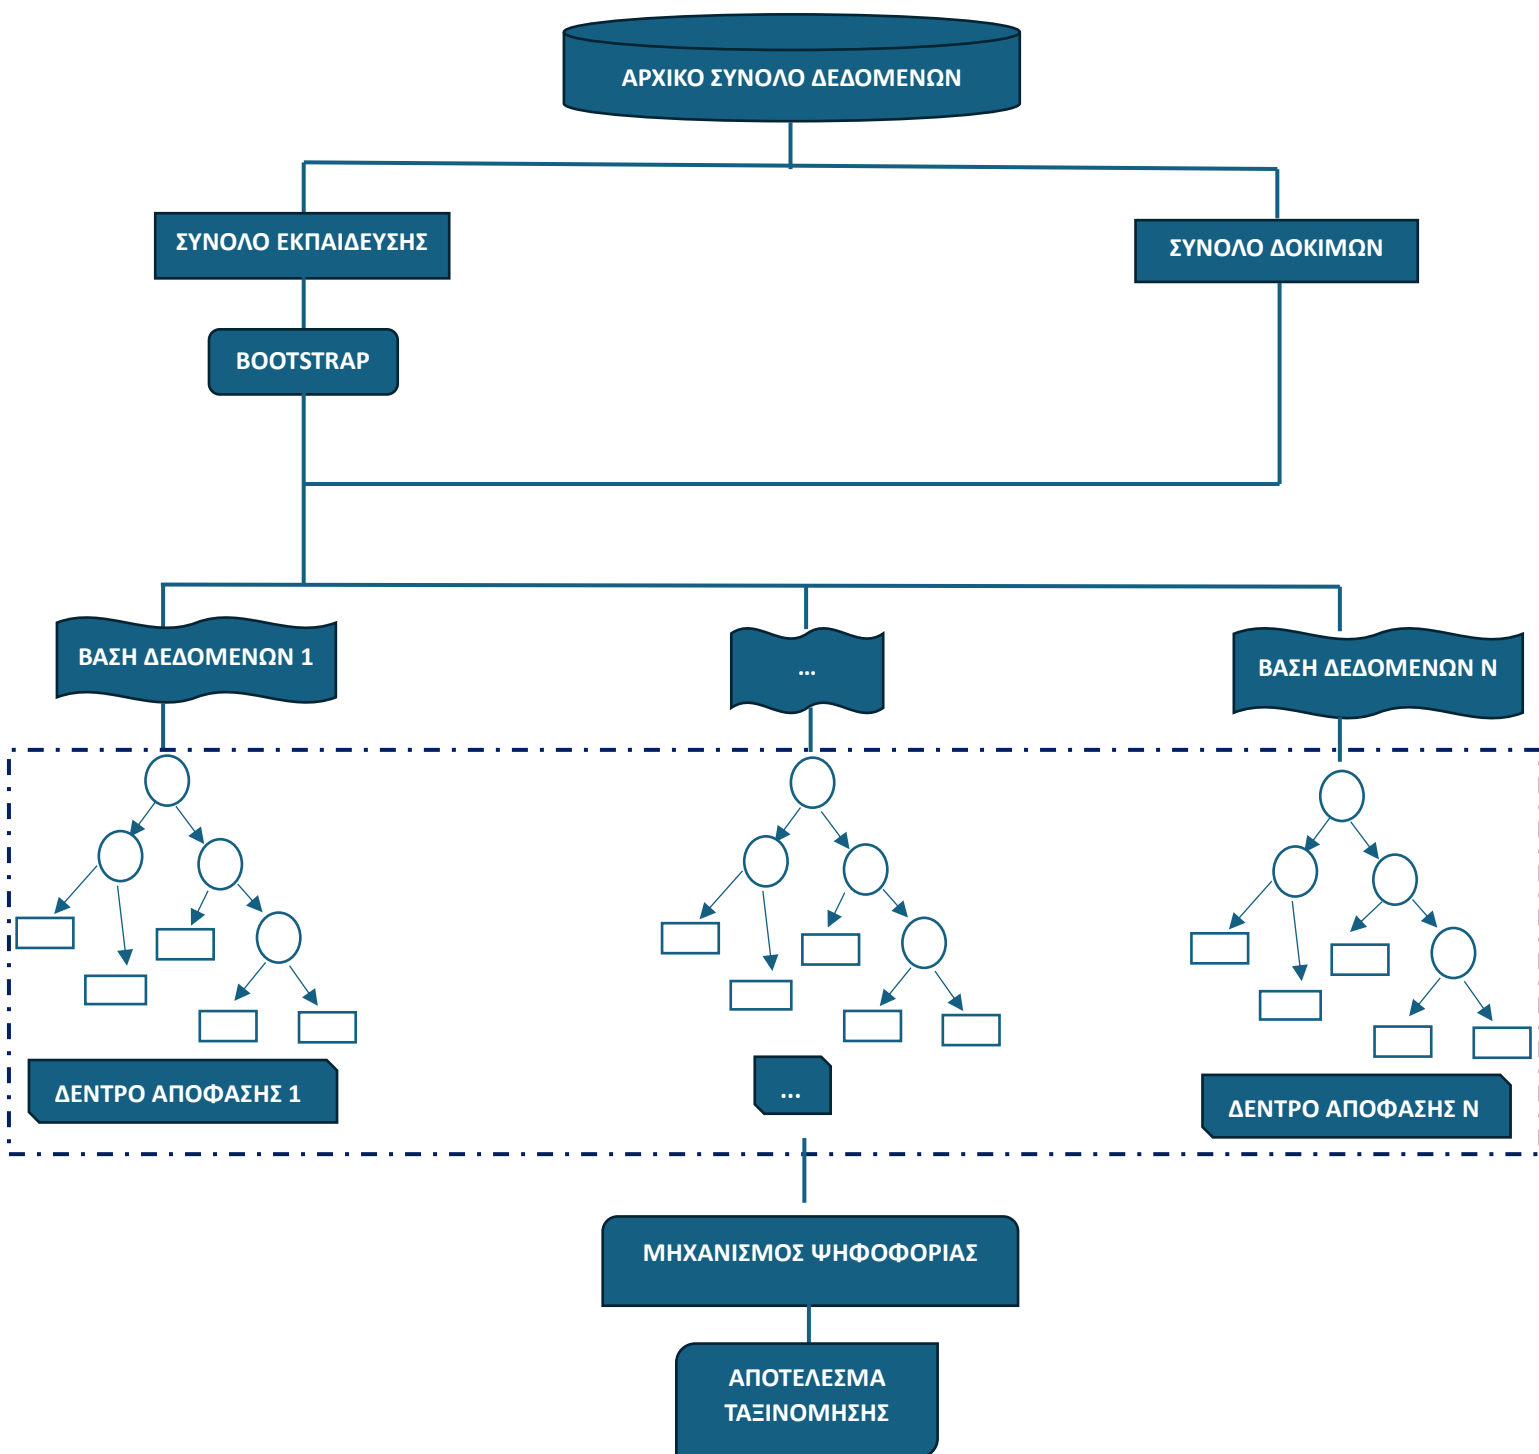 ΑΡΧΙΚΟ ΣΥΝΟΛΟ ΔΕΔΟΜΕΝΩΝ
ΣΥΝΟΛΟ ΕΚΠΑΙΔΕΥΣΗΣ
ΣΥΝΟΛΟ ΔΟΚΙΜΩΝ
BOOTSTRAP
ΒΑΣΗ ΔΕΔΟΜΕΝΩΝ 1
...
ΒΑΣΗ ΔΕΔΟΜΕΝΩΝ Ν
ΔΕΝΤΡΟ ΑΠΟΦΑΣΗΣ 1
...
ΔΕΝΤΡΟ ΑΠΟΦΑΣΗΣ Ν
ΜΗΧΑΝΙΣΜΟΣ ΨΗΦΟΦΟΡΙΑΣ
ΑΠΟΤΕΛΕΣΜΑ
ΤΑΞΙΝΟΜΗΣΗΣ